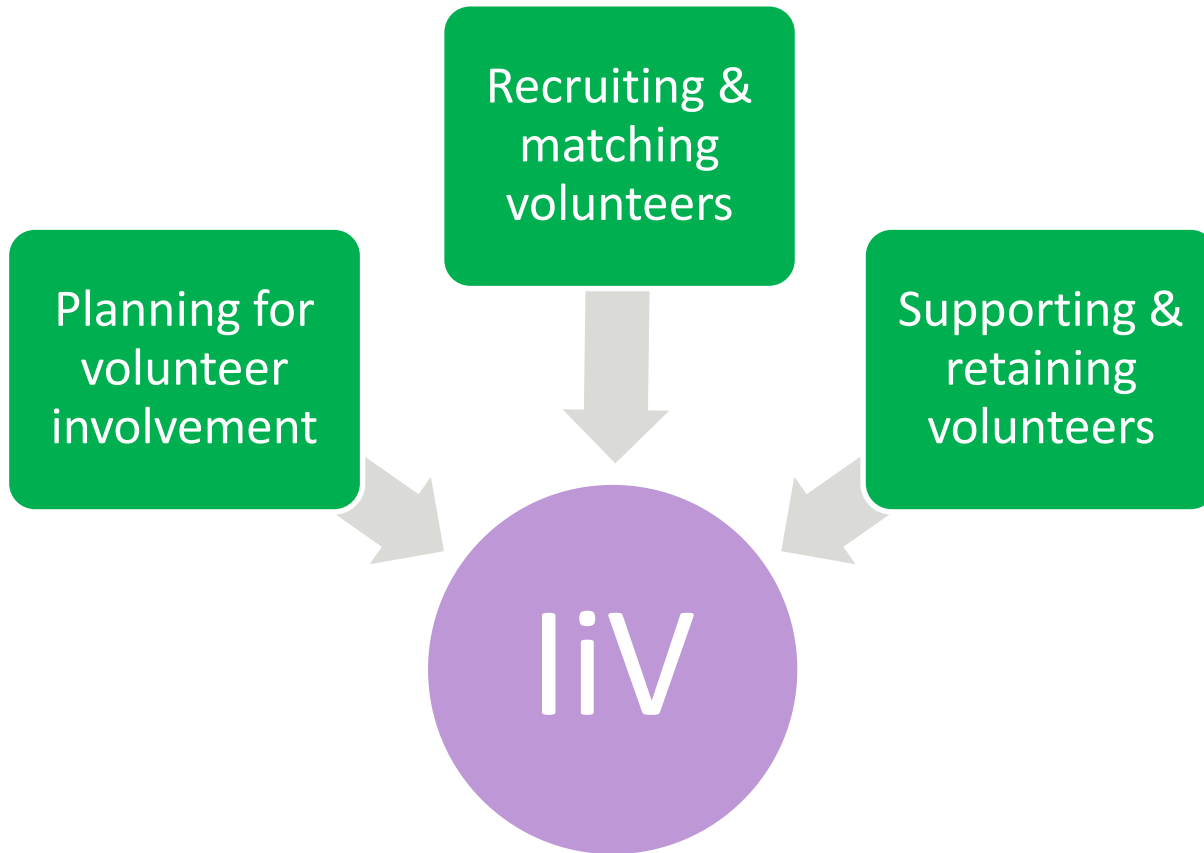 Recruiting &
matching
volunteers
Planning for
volunteer
involvement
Supporting &
retaining
volunteers
IiV